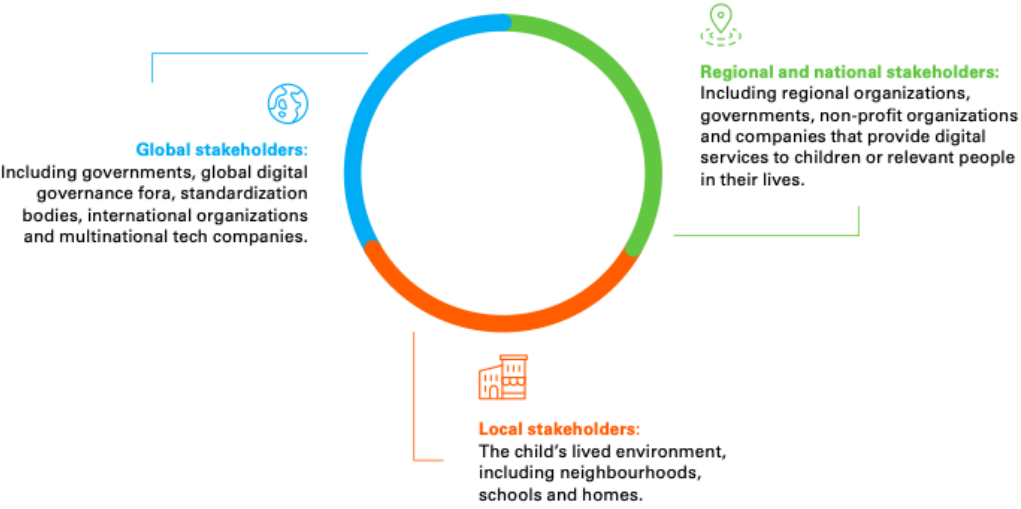 Global stakeholders:
Including governments, global digital
governance fora, standardization
bodies, international organizations
and multinational tech companies.
Regional and national stakeholders:
Including regional organizations,
governments, non-profit organizations
and companies that provide digital
services to children or relevant people
in their lives.
Local stakeholders:
The child’s lived environment,
including neighbourhoods,
schools and homes.